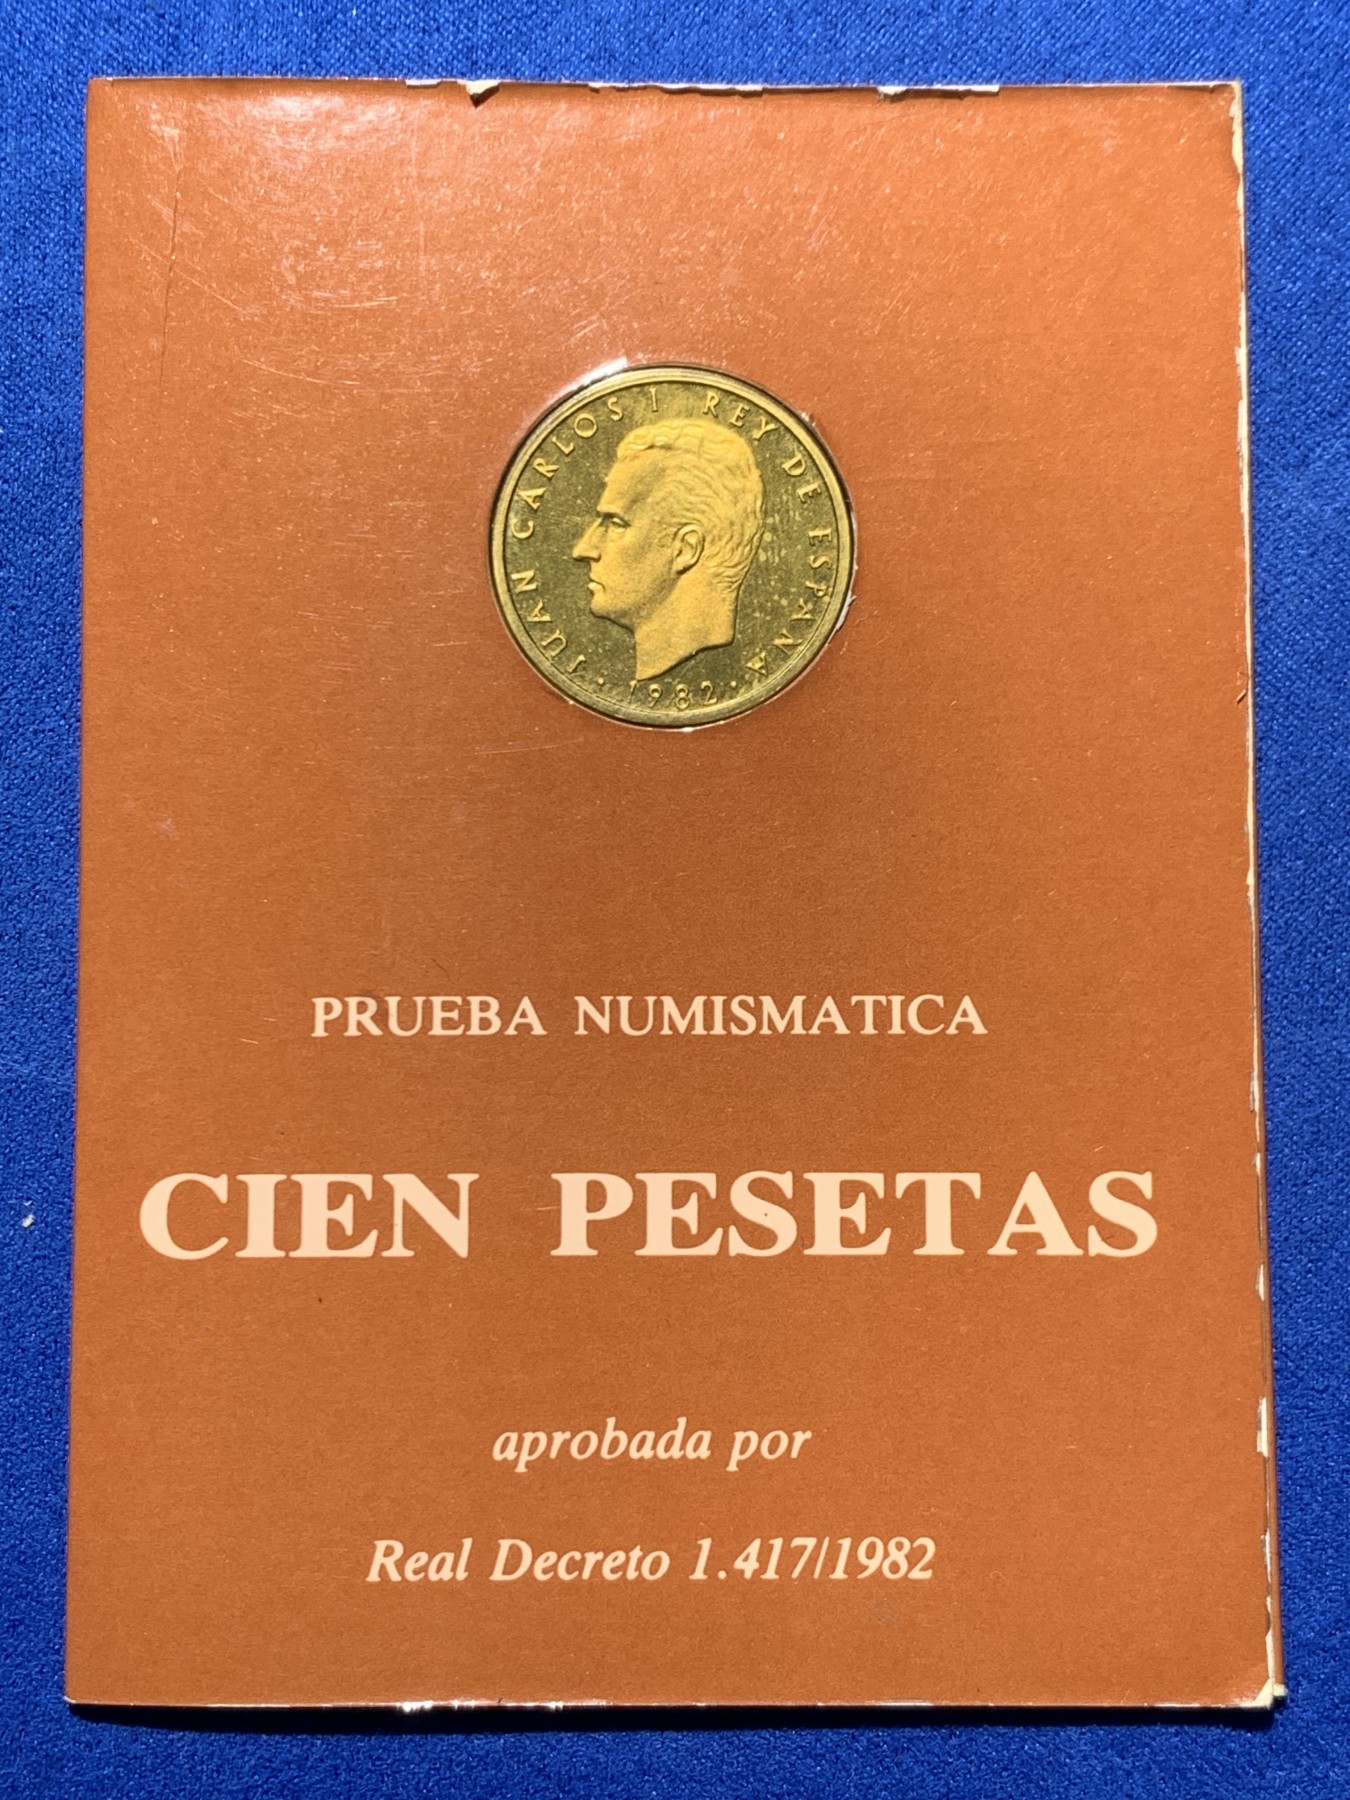 JUAN CARLOS I REY DE ESPAÑA
· 1982 ·
PRUEBA NUMISMATICA
CIEN PESETAS
aprobada por
Real Decreto 1.417/1982